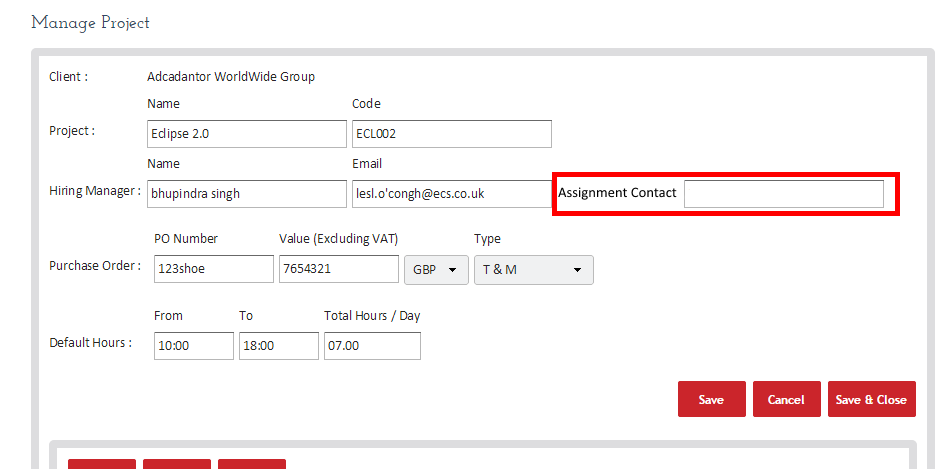 Manage Project
Client : Adcadantor WorldWide Group
Name Code
Project : Eclipse 2.0 ECL002
Name Email
Hiring Manager : bhupindra singh lesl.o'congh@ecs.co.uk Assignment Contact
PO Number Value (Excluding VAT) Type
Purchase Order : 123shoe 7654321 GBP T & M
From To Total Hours / Day
Default Hours : 10:00 18:00 07.00
Save Cancel Save & Close